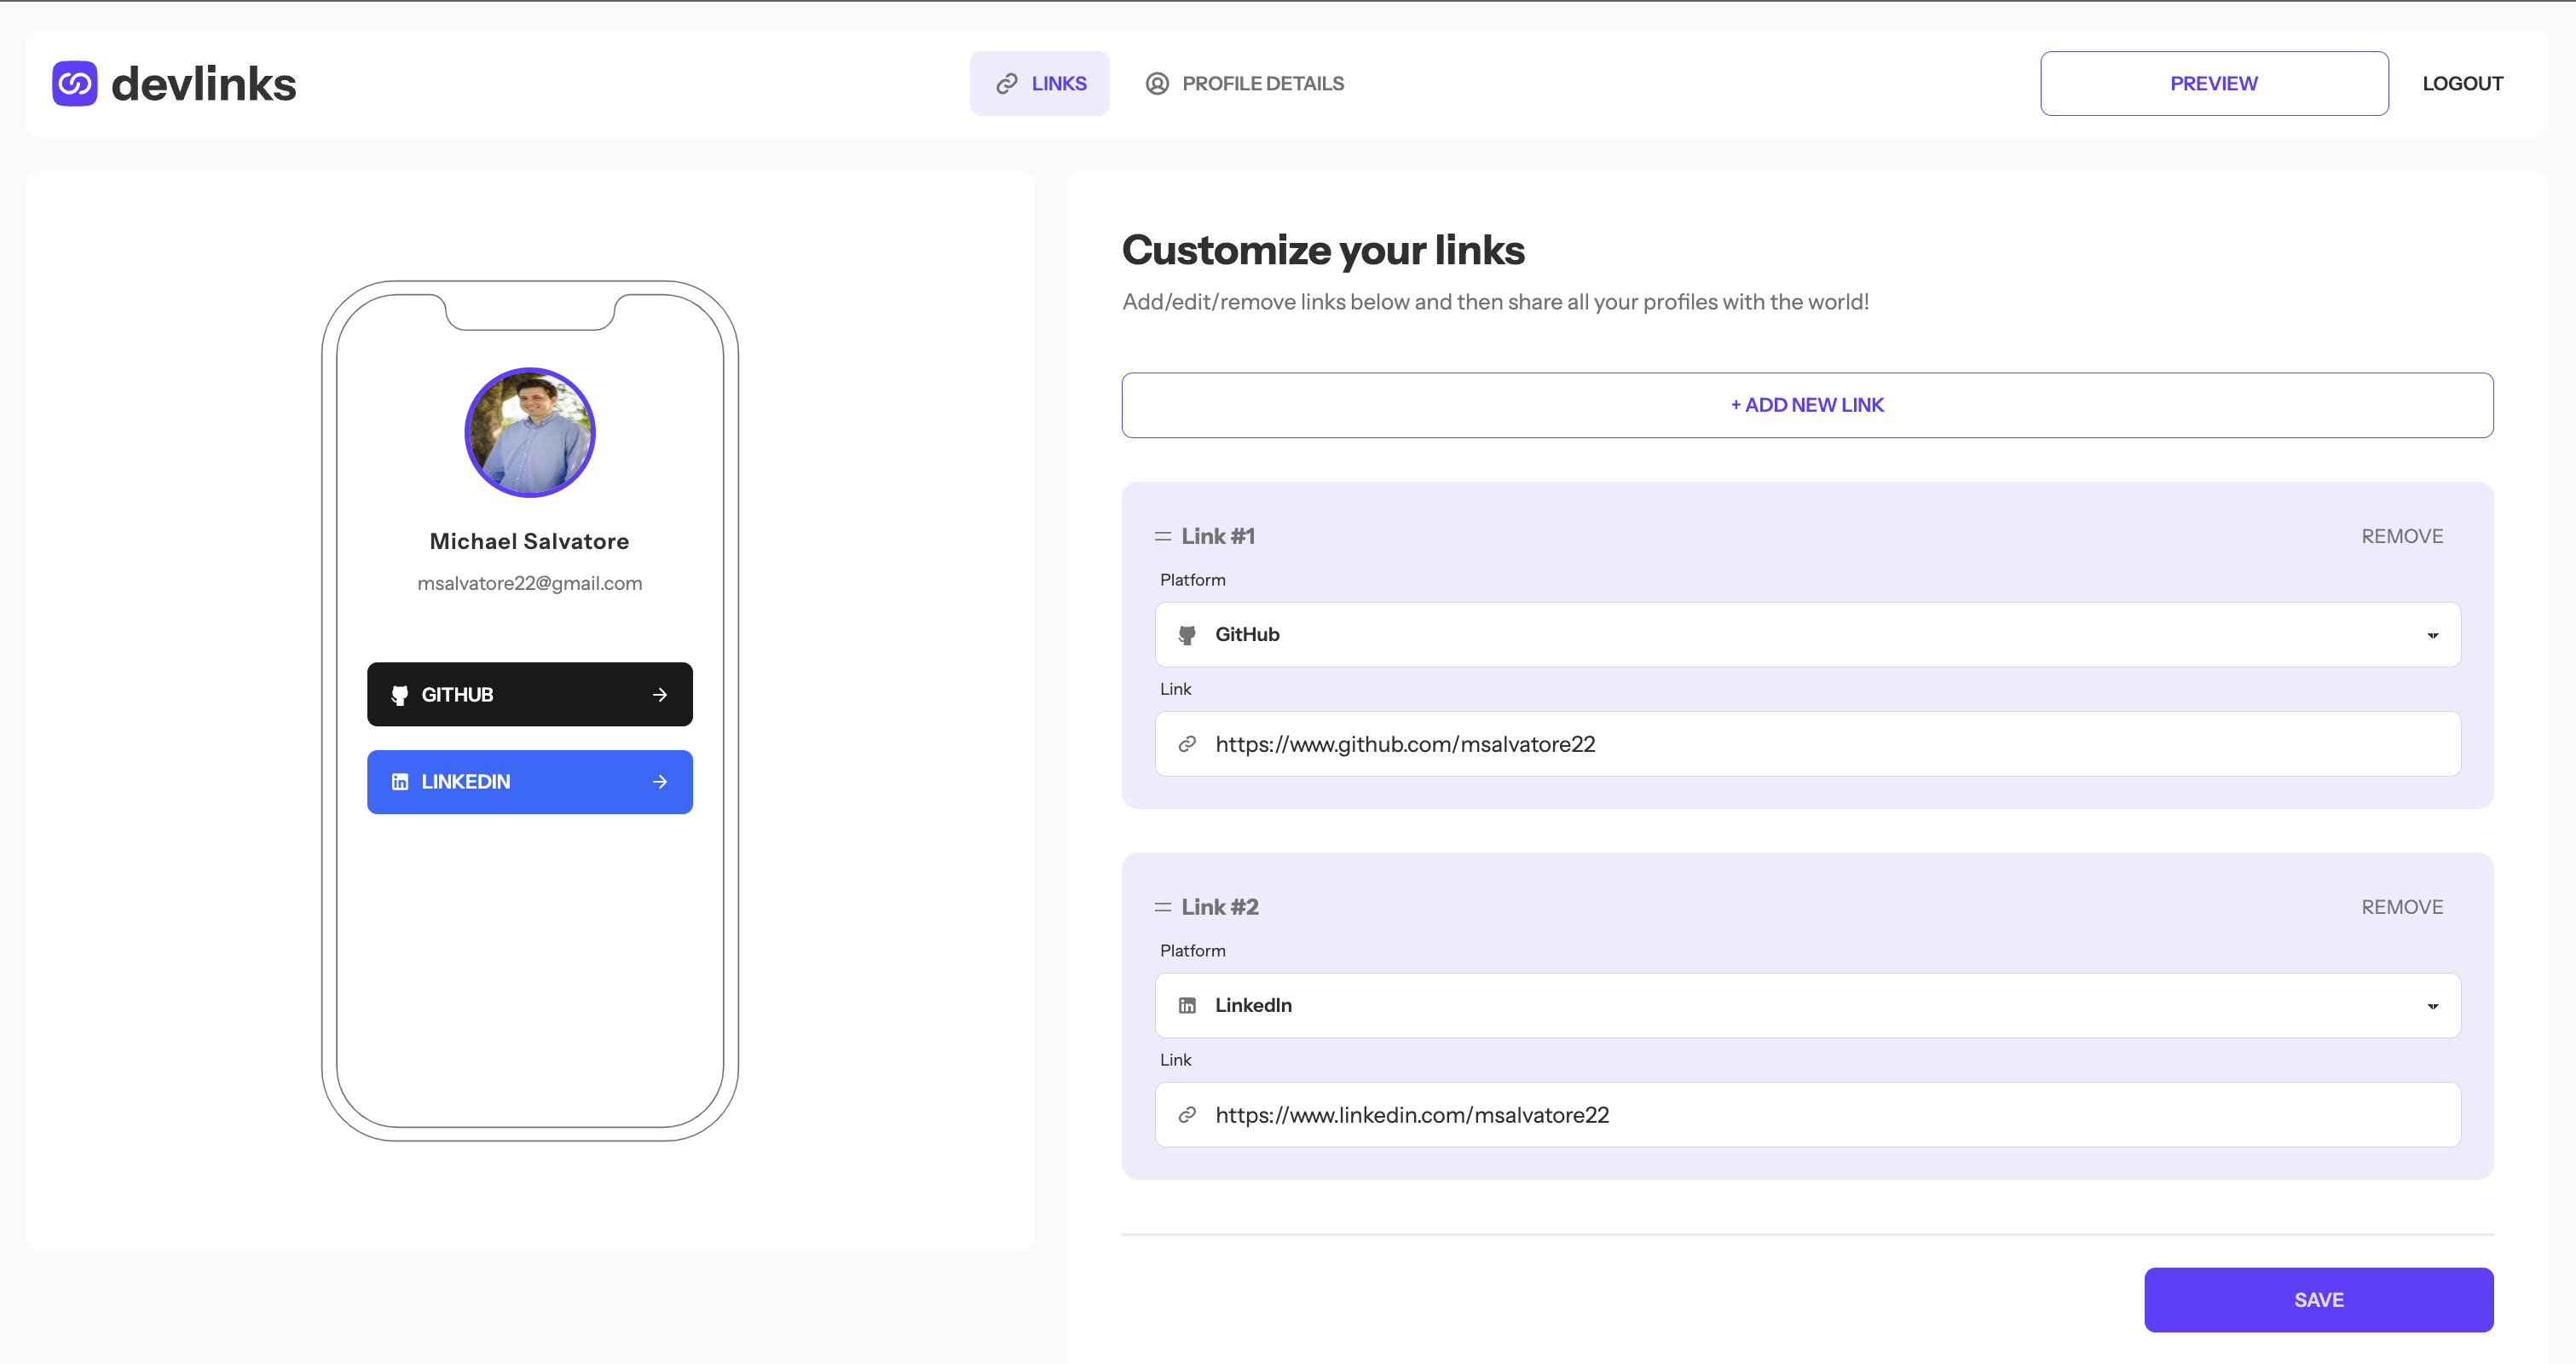 devlinks
LINKS
PROFILE DETAILS
PREVIEW
LOGOUT
Michael Salvatore
msalvatore22@gmail.com
GITHUB
LINKEDIN
Customize your links
Add/edit/remove links below and then share all your profiles with the world!
+ ADD NEW LINK
Link #1
REMOVE
Platform
GitHub
Link
https://www.github.com/msalvatore22
Link #2
REMOVE
Platform
LinkedIn
Link
https://www.linkedin.com/msalvatore22
SAVE